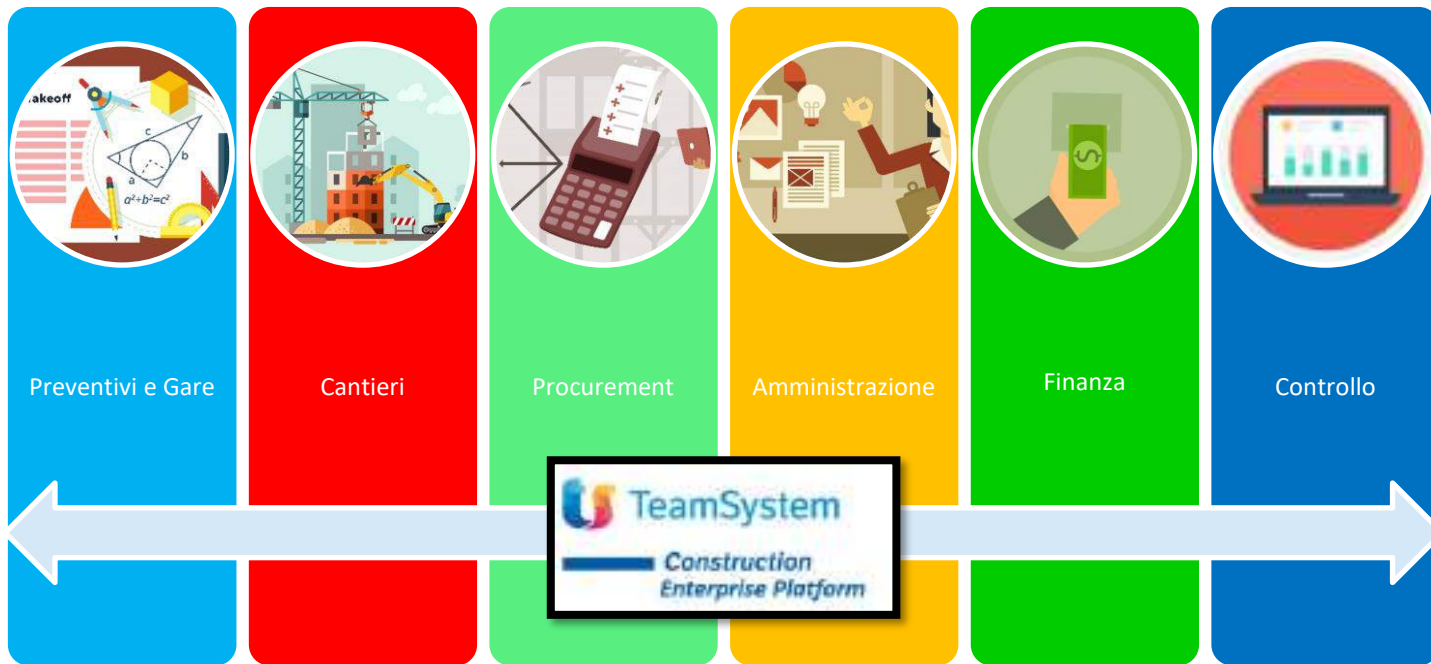 akeoff
c
b
a
a²+b²=c²
Preventivi e Gare
Cantieri
Procurement
Amministrazione
Finanza
Controllo
TeamSystem
Construction
Enterprise Platform